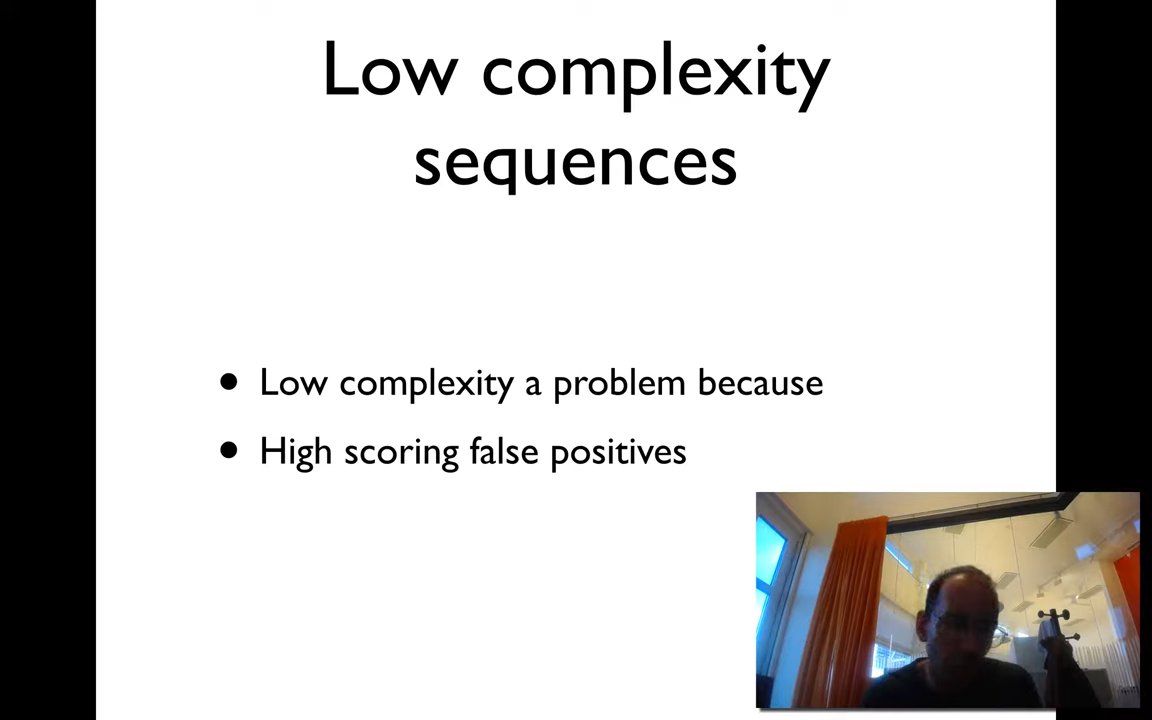 Low complexity
sequences
• Low complexity a problem because
• High scoring false positives